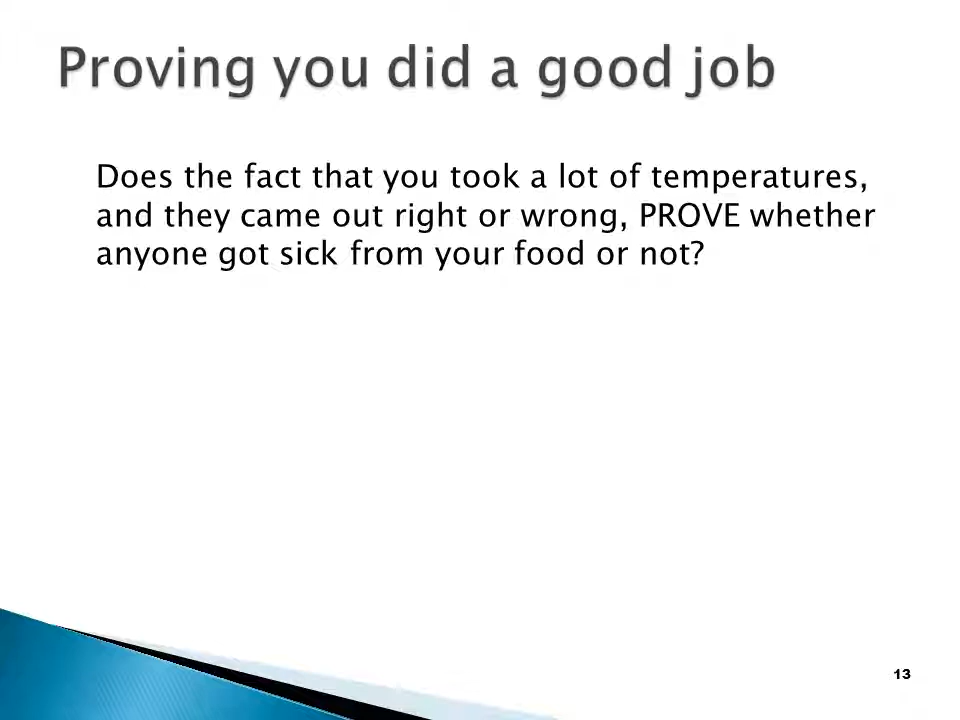 Proving you did a good job
Does the fact that you took a lot of temperatures,
and they came out right or wrong, PROVE whether
anyone got sick from your food or not?
13